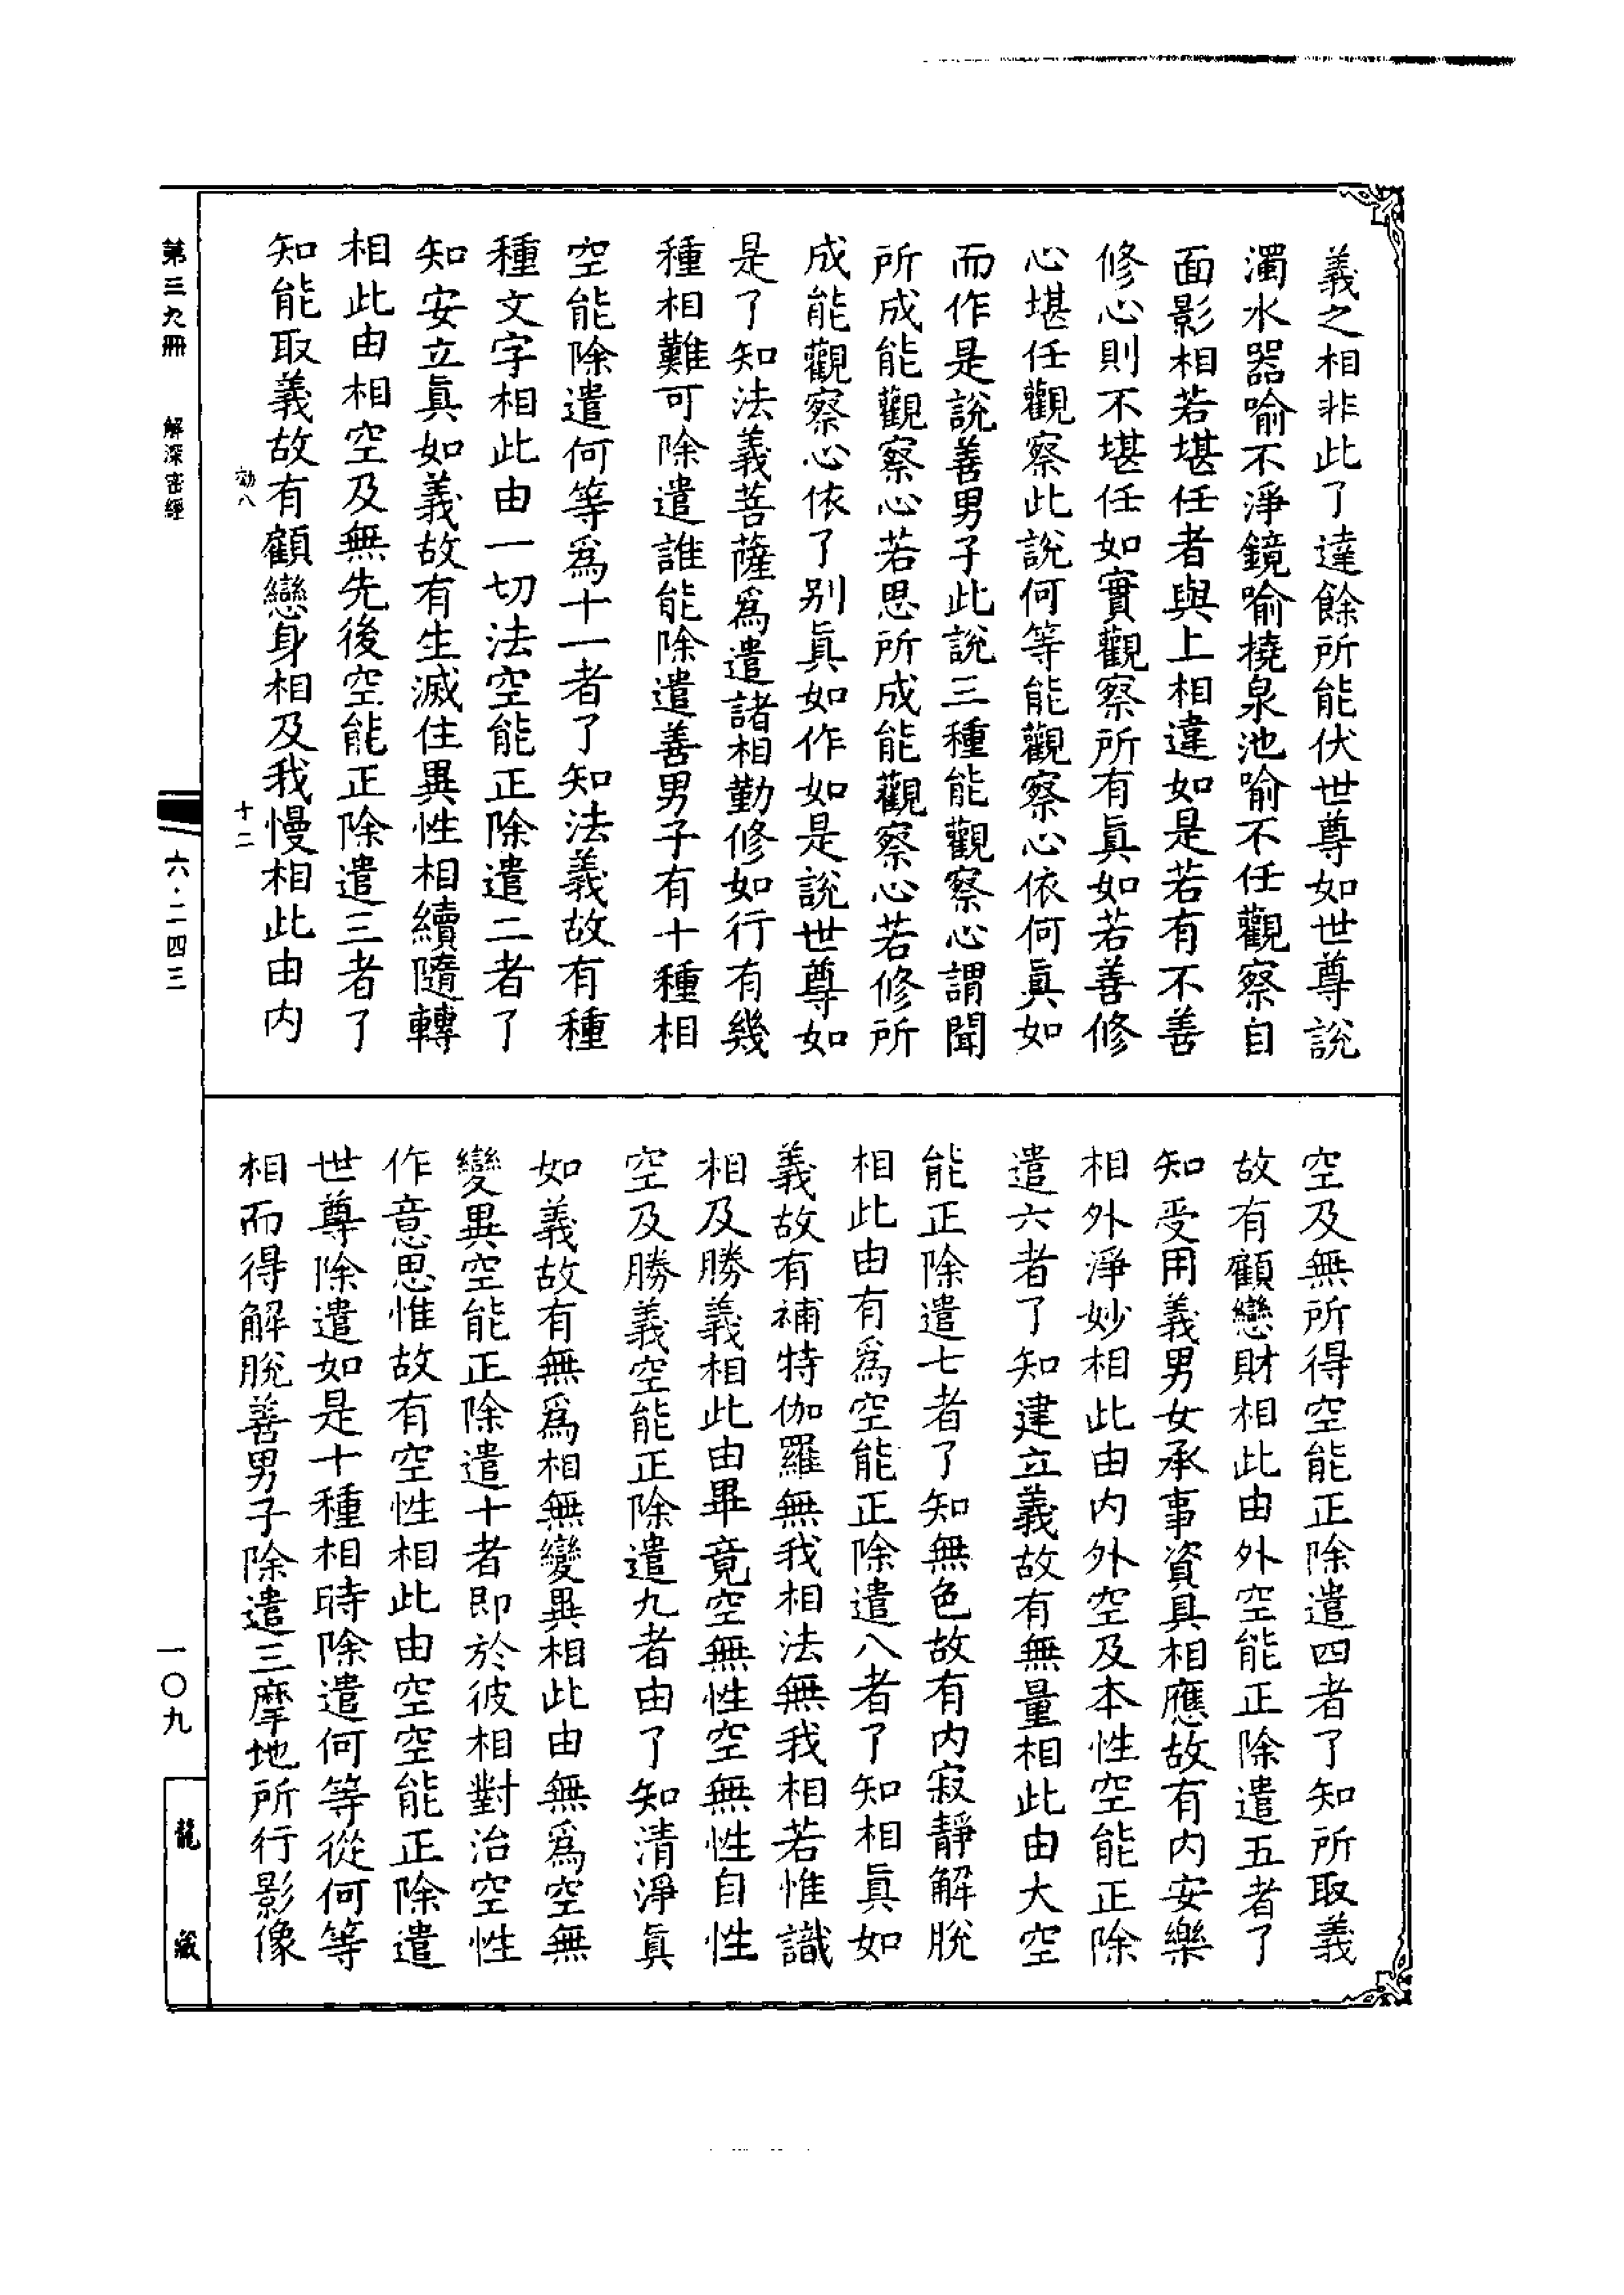 義之相非此了達餘所能伏世尊如世尊說
濁水器喻不淨鏡喻撓泉池喻不任觀察自
面影相若堪任者與上相違如是若有不善
修心則不堪任如實觀察所有眞如若善修
心堪任觀察此說何等能觀察心依何眞如
而作是說善男子此說三種能觀察心謂聞
所成能觀察心若思所成能觀察心若修所
成能觀察心依了別眞如作如是說世尊如
是了知法義菩薩爲遣諸相勤修如行有幾
種相難可除遣誰能除遣善男子有十種相
空能除遣何等爲十一者了知法義故有種
種文字相此由一切法空能正除遣二者了
知安立眞如義故有生滅住異性相續隨轉
相此由相空及無先後空能正除遣三者了
知能取義故有顧戀身相及我慢相此由内
空及無所得空能正除遣四者了知所取義
故有顧戀財相此由外空能正除遣五者了
知受用義男女承事資具相應故有内安樂
相外淨妙相此由内外空及本性空能正除
遣六者了知建立義故有無量相此由大空
能正除遣七者了知無色故有内寂靜解脫
相此由有爲空能正除遣八者了知相眞如
義故有補特伽羅無我相法無我相若惟識
相及勝義相此由畢竟空無性空無性自性
空及勝義空能正除遣九者由了知清淨眞
如義故有無爲相無變異相此由無爲空無
變異空能正除遣十者即於彼相對治空性
作意思惟故有空性相此由空空能正除遣
世尊除遣如是十種相時除遣何等從何等
相而得解脫善男子除遣三摩地所行影像
効八
十二
第三九冊
解深密經
六·二四三
一〇九
龍藏